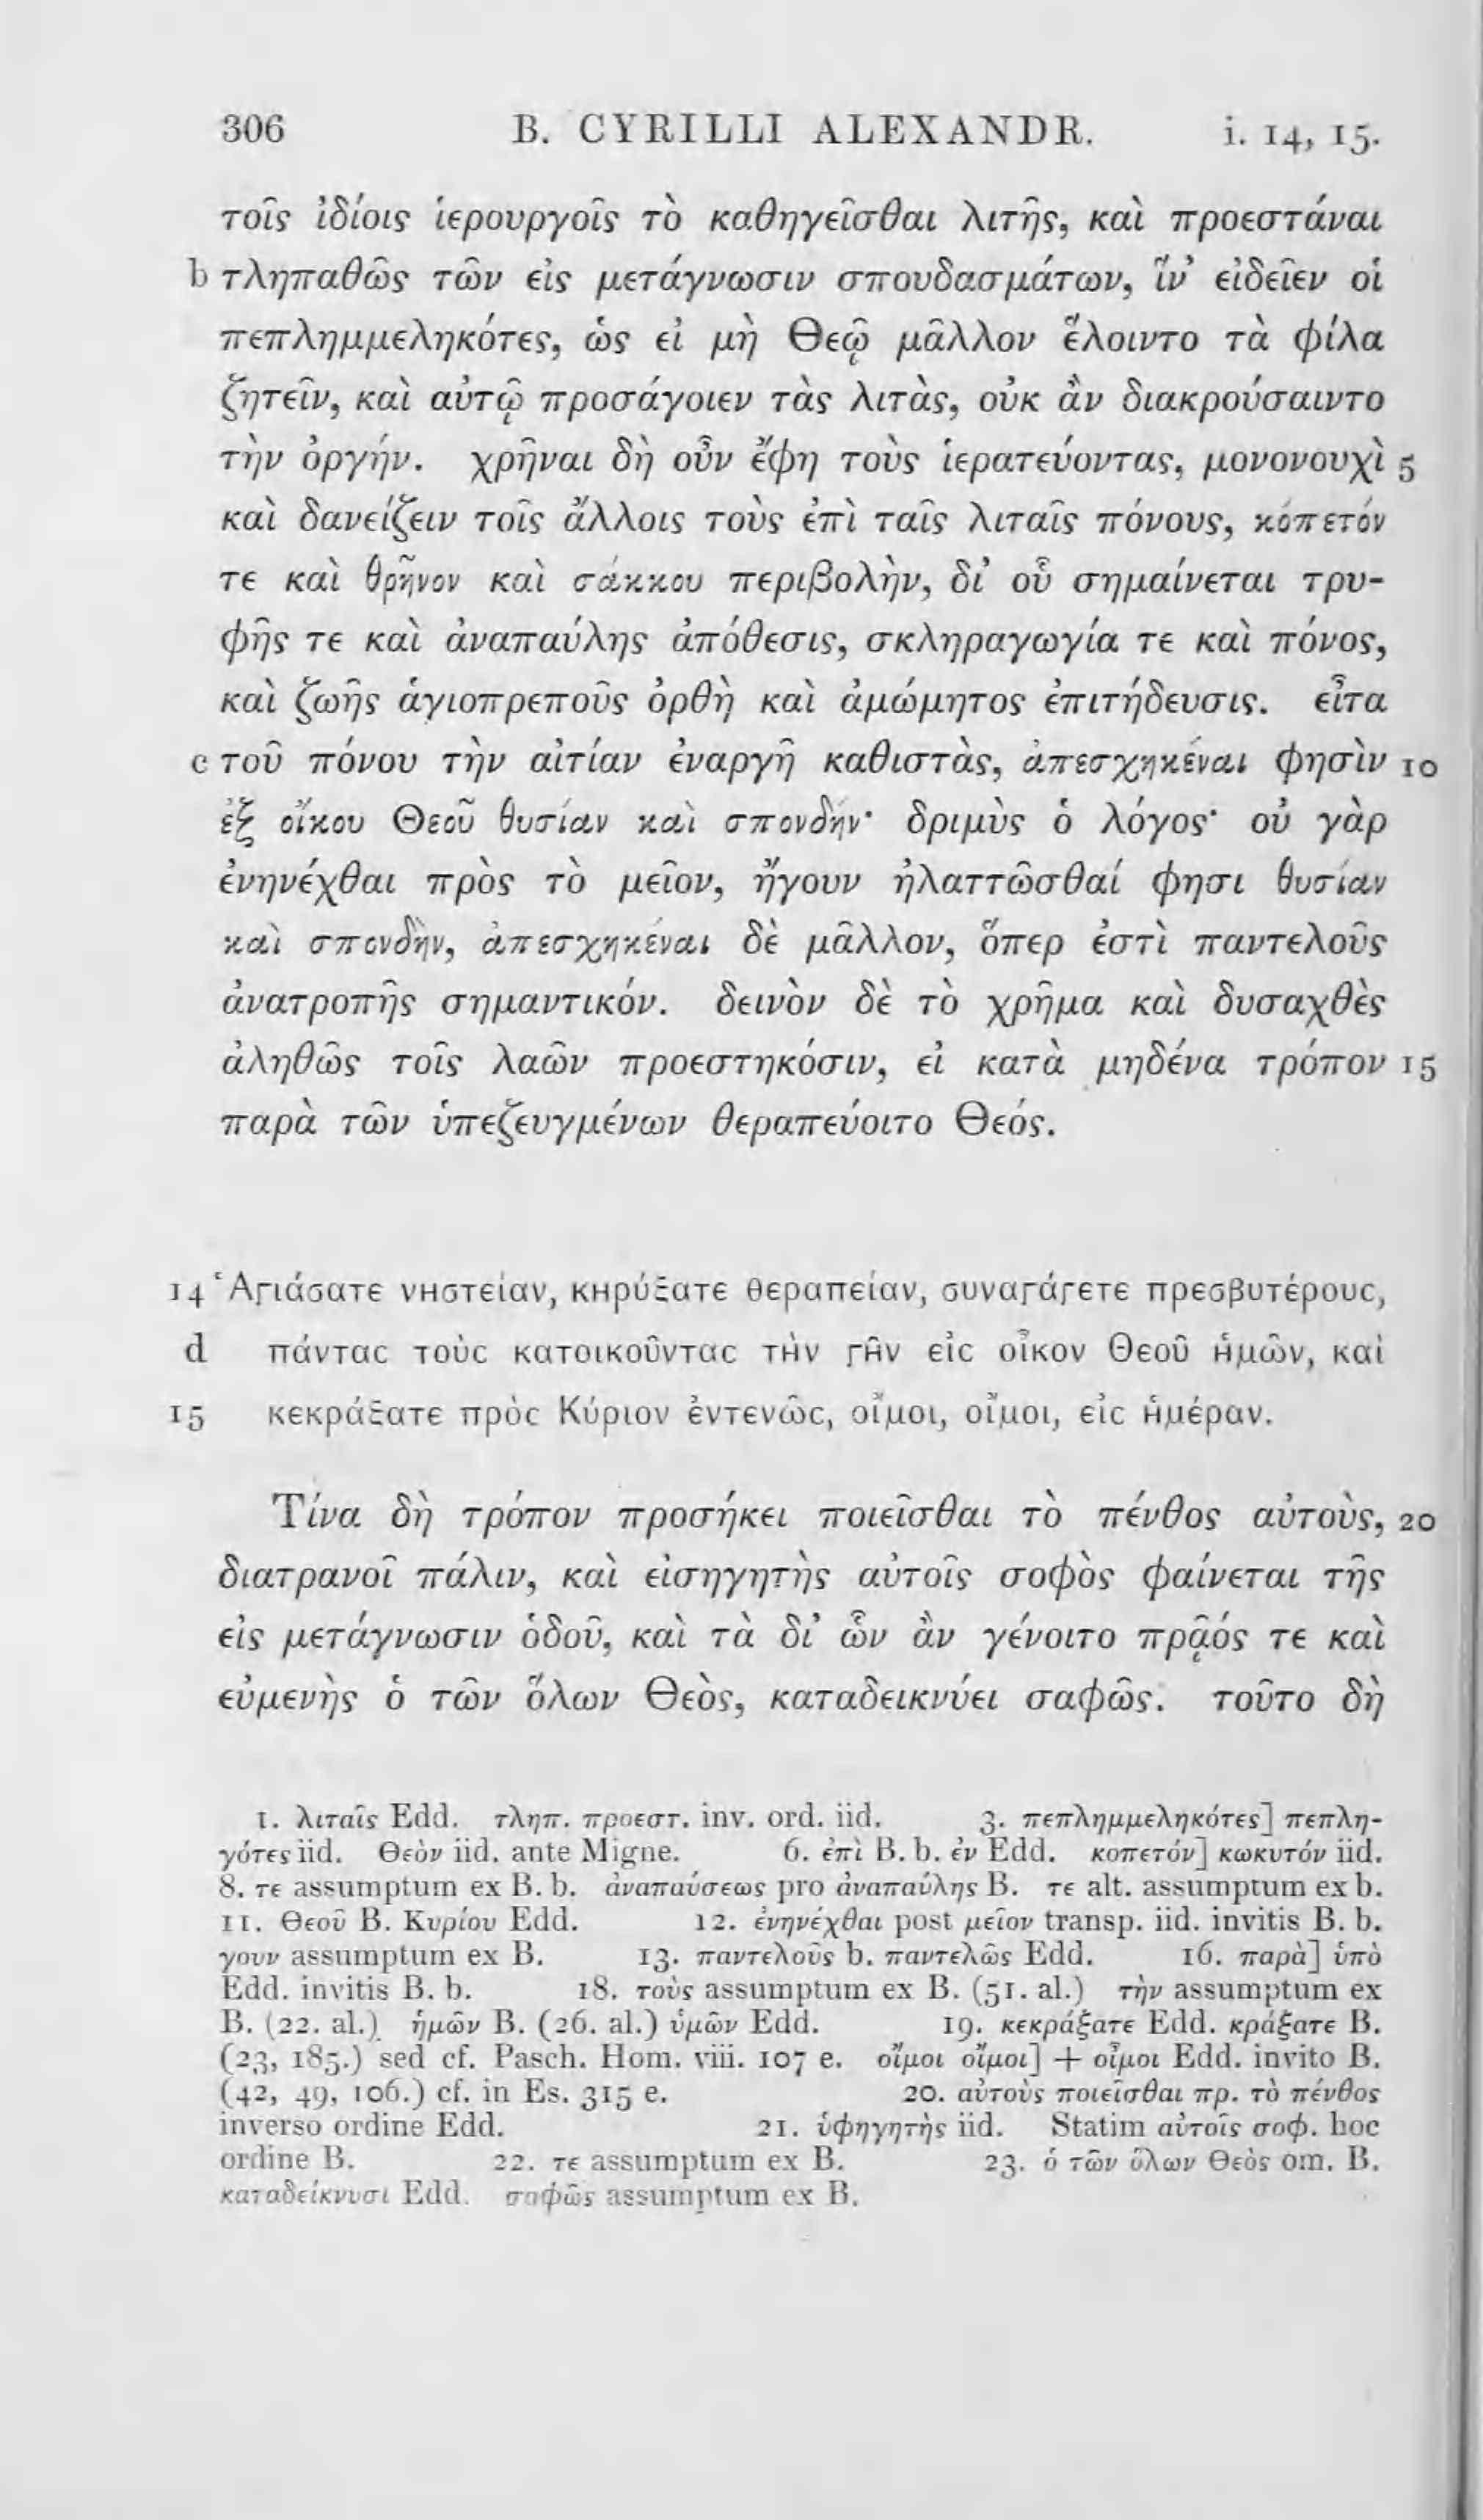 306 B. CYRILLI ALEXANDR. i. 14, 15.
τοῖς ἰδίοις ἱερουργοῖς τὸ καθηγεῖσθαι λιτῆς, καὶ προεστάναι
b τληπαθῶς τῶν εἰς μετάγνωσιν σπουδασμάτων, ἵν’ εἰδεῖεν οἱ
πεπλημμεληκότες, ὡς εἰ μὴ Θεῷ μᾶλλον ἕλοιντο τὰ φίλα
ζητεῖν, καὶ αὐτῷ προσάγοιεν τὰς λιτὰς, οὐκ ἂν διακρούσαιντο
τὴν ὀργήν. χρῆναι δὴ οὖν ἔφη τοὺς ἱερατεύοντας, μονονουχὶ 5
καὶ δανείζειν τοῖς ἄλλοις τοὺς ἐπὶ ταῖς λιταῖς πόνους, κόπετόν
τε καὶ θρῆνον καὶ σάκκου περιβολὴν, δι’ οὗ σημαίνεται τρυ-
φῆς τε καὶ ἀναπαύλης ἀπόθεσις, σκληραγωγία τε καὶ πόνος,
καὶ ζωῆς ἁγιοπρεποῦς ὀρθὴ καὶ ἀμώμητος ἐπιτήδευσις. εἶτα
c τοῦ πόνου τὴν αἰτίαν ἐναργῆ καθιστὰς, ἀπεσχηκέναι φησὶν 10
ἐξ οἴκου Θεοῦ θυσίαν καὶ σπονδήν· δριμὺς ὁ λόγος· οὐ γὰρ
ἐνηνέχθαι πρὸς τὸ μεῖον, ἤγουν ἠλαττῶσθαί φησι θυσίαν
καὶ σπονδὴν, ἀπεσχηκέναι δὲ μᾶλλον, ὅπερ ἐστὶ παντελοῦς
ἀνατροπῆς σημαντικόν. δεινὸν δὲ τὸ χρῆμα καὶ δυσαχθὲς
ἀληθῶς τοῖς λαῶν προεστηκόσιν, εἰ κατὰ μηδένα τρόπον 15
παρὰ τῶν ὑπεζευγμένων θεραπεύοιτο Θεός.
14 Ἁγιάσατε νηστείαν, κηρύξατε θεραπείαν, συναγάγετε πρεσβυτέρους,
d πάντας τοὺς κατοικοῦντας τὴν γῆν εἰς οἶκον Θεοῦ ἡμῶν, καὶ
15 κεκράξατε πρὸς Κύριον ἐντενῶς, οἴμοι, οἴμοι, εἰς ἡμέραν.
Τίνα δὴ τρόπον προσήκει ποιεῖσθαι τὸ πένθος αὐτοὺς, 20
διατρανοῖ πάλιν, καὶ εἰσηγητὴς αὐτοῖς σοφὸς φαίνεται τῆς
εἰς μετάγνωσιν ὁδοῦ, καὶ τὰ δι’ ὧν ἂν γένοιτο πρᾷός τε καὶ
εὐμενὴς ὁ τῶν ὅλων Θεὸς, καταδεικνύει σαφῶς. τοῦτο δὴ
1. λιταῖς Edd. τληπ. προεστ. inv. ord. iid. 3. πεπλημμεληκότες] πεπλη-
γότες iid. Θεὸν iid. ante Migne. 6. ἐπὶ B. b. ἐν Edd. κοπετόν] κωκυτόν iid.
8. τε assumptum ex B. b. ἀναπαύσεως pro ἀναπαύλης B. τε alt. assumptum ex b.
11. Θεοῦ B. Κυρίου Edd. 12. ἐνηνέχθαι post μεῖον transp. iid. invitis B. b.
γουν assumptum ex B. 13. παντελοῦς b. παντελῶς Edd. 16. παρὰ] ὑπὸ
Edd. invitis B. b. 18. τοὺς assumptum ex B. (51. al.) τὴν assumptum ex
B. (22. al.) ἡμῶν B. (26. al.) ὑμῶν Edd. 19. κεκράξατε Edd. κράξατε B.
(23, 185.) sed cf. Pasch. Hom. viii. 107 e. οἴμοι οἴμοι] + οἶμοι Edd. invito B.
(42, 49, 106.) cf. in Es. 315 e. 20. αὐτοὺς ποιεῖσθαι πρ. τὸ πένθος
inverso ordine Edd. 21. ὑφηγητὴς iid. Statim αὐτοῖς σοφ. hoc
ordine B. 22. τε assumptum ex B. 23. ὁ τῶν ὅλων Θεὸς om. B.
καταδείκνυσι Edd. σαφῶς assumptum ex B.